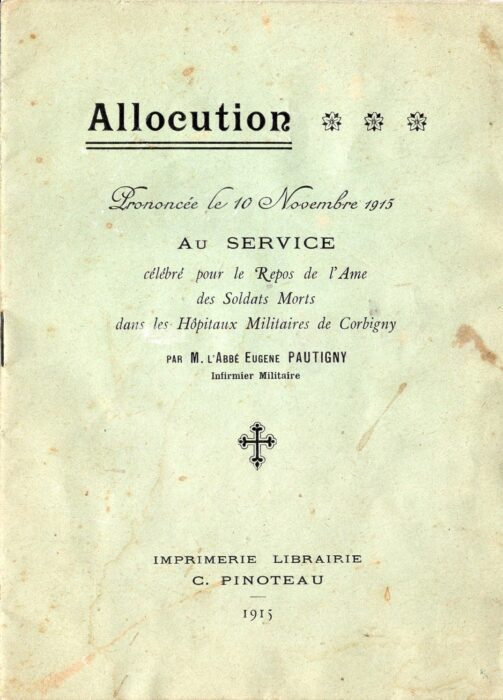 Allocution
Prononcée le 10 Novembre 1915
AU SERVICE
célébré pour le Repos de l'Ame
des Soldats Morts
dans les Hôpitaux Militaires de Corbigny
PAR M. L'ABBÉ EUGENE PAUTIGNY
Infirmier Militaire
IMPRIMERIE LIBRAIRIE
C. PINOTEAU
1915